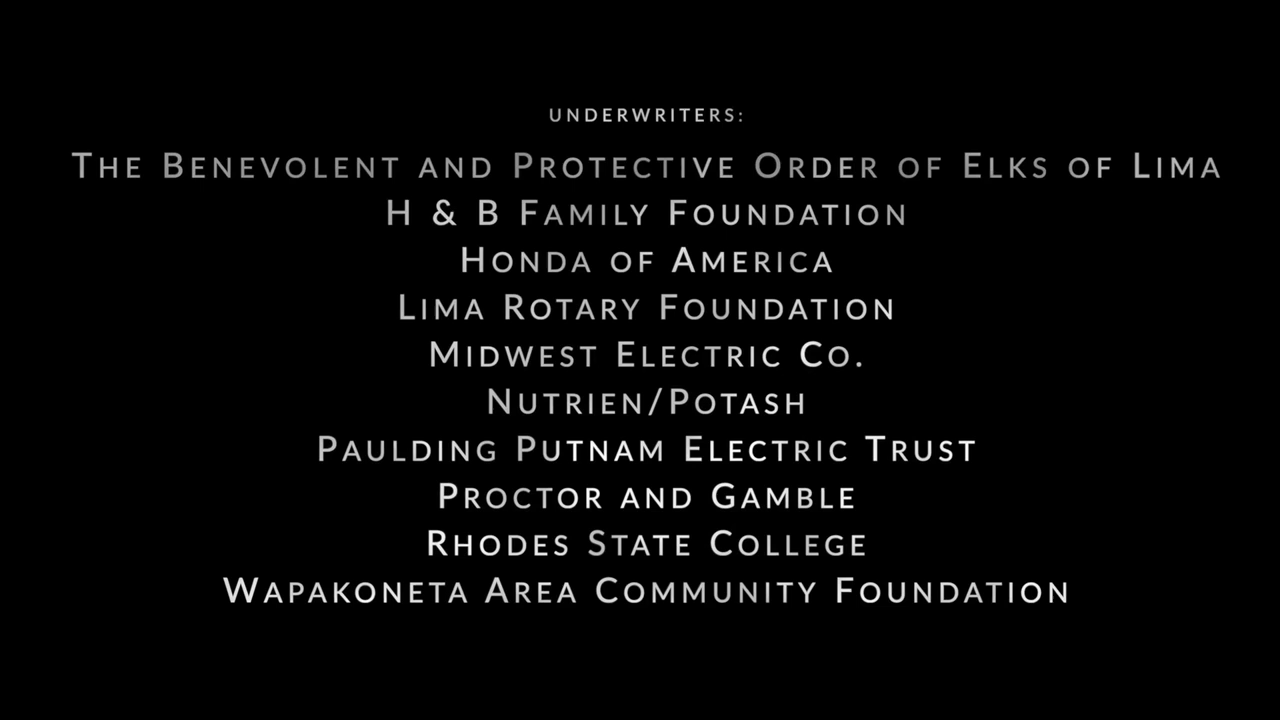 UNDERWRITERS:
THE BENEVOLENT AND PROTECTIVE ORDER OF ELKS OF LIMA
H & B FAMILY FOUNDATION
HONDA OF AMERICA
LIMA ROTARY FOUNDATION
MIDWEST ELECTRIC CO.
NUTRIEN/POTASH
PAULDING PUTNAM ELECTRIC TRUST
PROCTOR AND GAMBLE
RHODES STATE COLLEGE
WAPAKONETA AREA COMMUNITY FOUNDATION